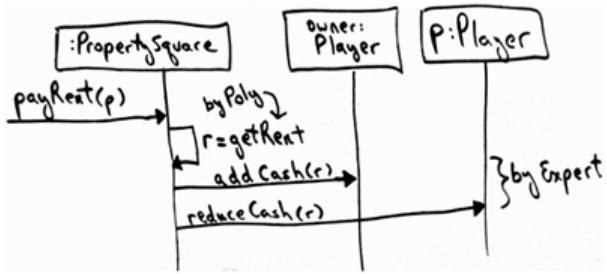 :PropertySquare
owner:
Player
p:Player
payRent(p)
by Poly
r=getRent
addCash(r)
reduceCash(r)
by Expert